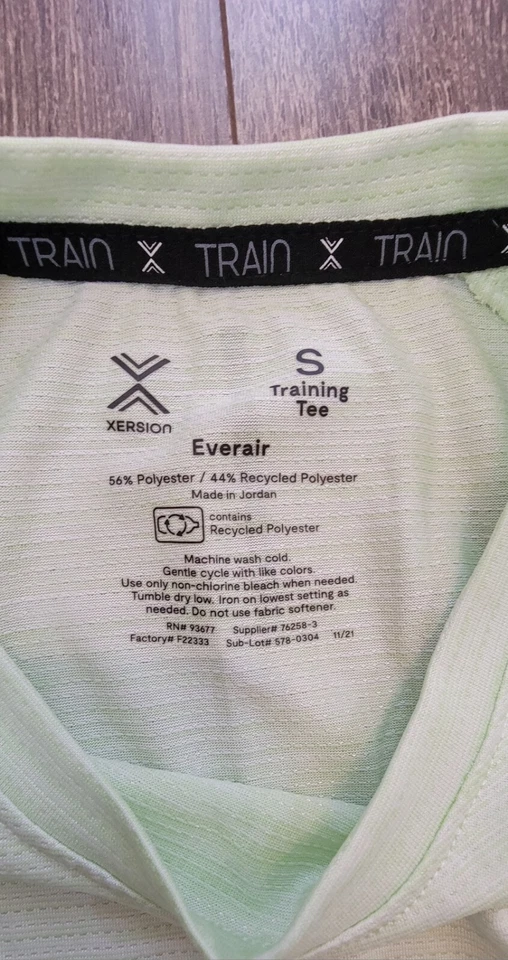 TRAIN TRAIN TRAIN
S
Training
Tee
XERSION
Everair
56% Polyester / 44% Recycled Polyester
Made in Jordan
contains
Recycled Polyester
Machine wash cold.
Gentle cycle with like colors.
Use only non-chlorine bleach when needed.
Tumble dry low. Iron on lowest setting as
needed. Do not use fabric softener.
RN# 93677 Supplier# 76258-3
Factory# F22333 Sub-Lot# 578-0304 11/21